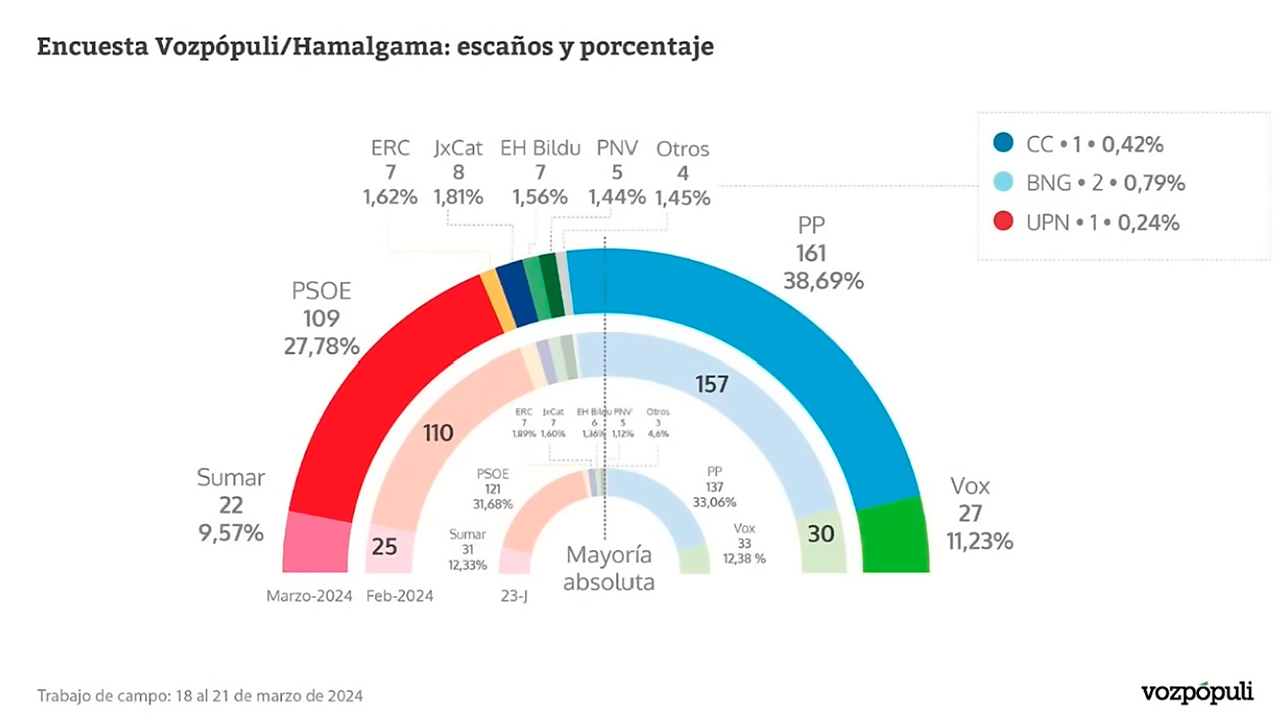 Encuesta Vozpópuli/Hamalgama: escaños y porcentaje
ERC
7
1,62%
JxCat
8
1,81%
EH Bildu
7
1,56%
PNV
5
1,44%
Otros
4
1,45%
CC • 1 • 0,42%
BNG • 2 • 0,79%
UPN • 1 • 0,24%
PP
161
38,69%
PSOE
109
27,78%
Sumar
22
9,57%
Vox
27
11,23%
157
110
25
30
ERC
7
1,89%
JxCat
7
1,60%
EH Bildu
6
1,36%
PNV
5
1,12%
Otros
3
4,6%
PSOE
121
31,68%
PP
137
33,06%
Sumar
31
12,33%
Vox
33
12,38 %
Mayoría
absoluta
Marzo-2024
Feb-2024
23-J
Trabajo de campo: 18 al 21 de marzo de 2024
vozpópuli